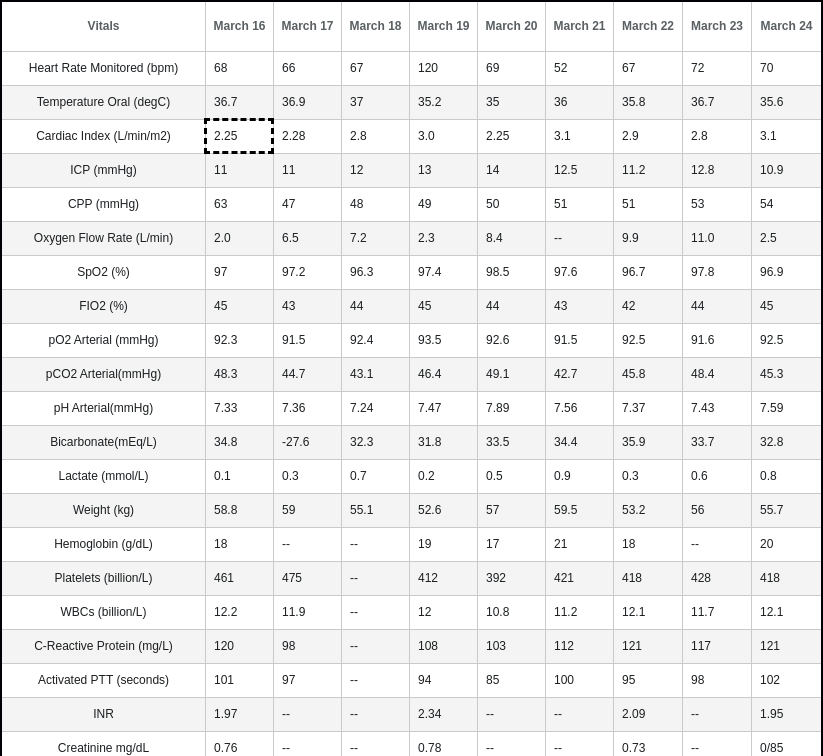 Vitals March 16 March 17 March 18 March 19 March 20 March 21 March 22 March 23 March 24
Heart Rate Monitored (bpm) 68 66 67 120 69 52 67 72 70
Temperature Oral (degC) 36.7 36.9 37 35.2 35 36 35.8 36.7 35.6
Cardiac Index (L/min/m2) 2.25 2.28 2.8 3.0 2.25 3.1 2.9 2.8 3.1
ICP (mmHg) 11 11 12 13 14 12.5 11.2 12.8 10.9
CPP (mmHg) 63 47 48 49 50 51 51 53 54
Oxygen Flow Rate (L/min) 2.0 6.5 7.2 2.3 8.4 -- 9.9 11.0 2.5
SpO2 (%) 97 97.2 96.3 97.4 98.5 97.6 96.7 97.8 96.9
FIO2 (%) 45 43 44 45 44 43 42 44 45
pO2 Arterial (mmHg) 92.3 91.5 92.4 93.5 92.6 91.5 92.5 91.6 92.5
pCO2 Arterial(mmHg) 48.3 44.7 43.1 46.4 49.1 42.7 45.8 48.4 45.3
pH Arterial(mmHg) 7.33 7.36 7.24 7.47 7.89 7.56 7.37 7.43 7.59
Bicarbonate(mEq/L) 34.8 -27.6 32.3 31.8 33.5 34.4 35.9 33.7 32.8
Lactate (mmol/L) 0.1 0.3 0.7 0.2 0.5 0.9 0.3 0.6 0.8
Weight (kg) 58.8 59 55.1 52.6 57 59.5 53.2 56 55.7
Hemoglobin (g/dL) 18 -- -- 19 17 21 18 -- 20
Platelets (billion/L) 461 475 -- 412 392 421 418 428 418
WBCs (billion/L) 12.2 11.9 -- 12 10.8 11.2 12.1 11.7 12.1
C-Reactive Protein (mg/L) 120 98 -- 108 103 112 121 117 121
Activated PTT (seconds) 101 97 -- 94 85 100 95 98 102
INR 1.97 -- -- 2.34 -- -- 2.09 -- 1.95
Creatinine mg/dL 0.76 -- -- 0.78 -- -- 0.73 -- 0/85